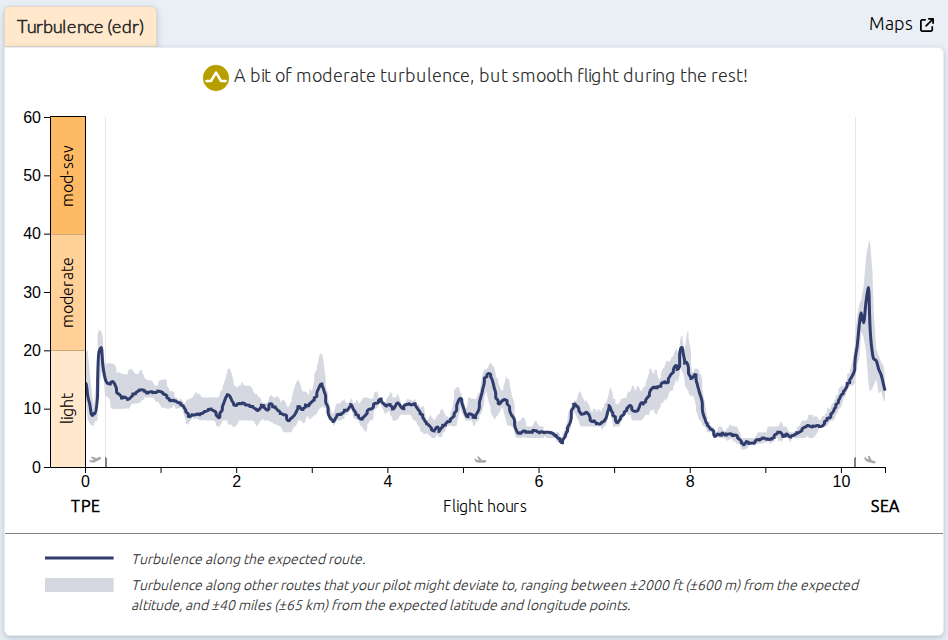 Turbulence (edr)
Maps
A bit of moderate turbulence, but smooth flight during the rest!
60
50
40
30
20
10
0
mod-sev
moderate
light
0 2 4 6 8 10
TPE Flight hours SEA
Turbulence along the expected route.
Turbulence along other routes that your pilot might deviate to, ranging between ±2000 ft (±600 m) from the expected
altitude, and ±40 miles (±65 km) from the expected latitude and longitude points.